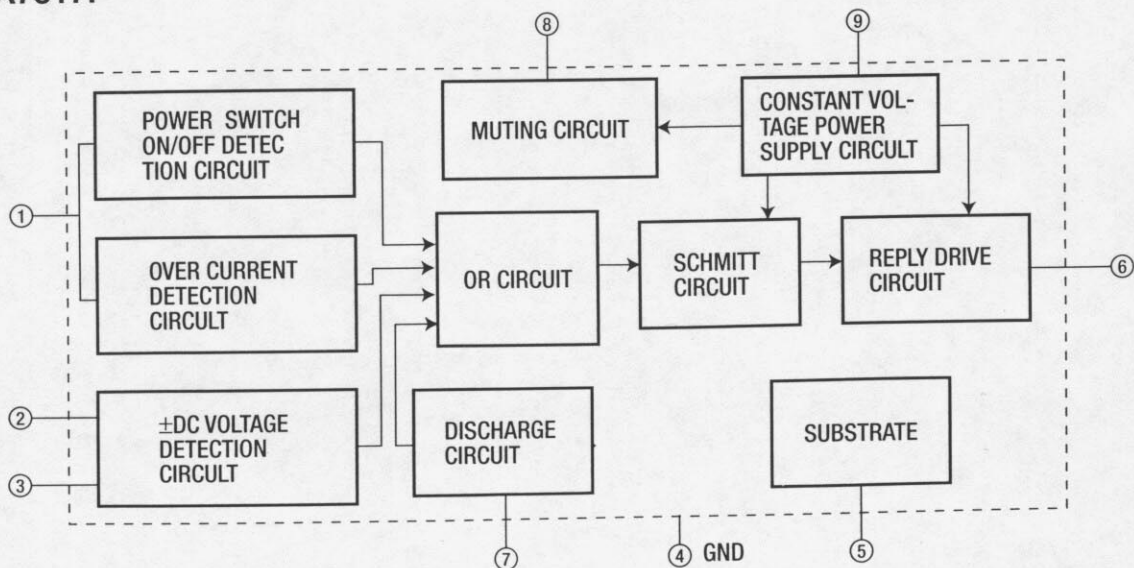 ⑧
⑨
POWER SWITCH
ON/OFF DETEC
TION CIRCUIT
MUTING CIRCUIT
CONSTANT VOL-
TAGE POWER
SUPPLY CIRCULT
①
OVER CURRENT
DETECTION
CIRCULT
OR CIRCUIT
SCHMITT
CIRCUIT
REPLY DRIVE
CIRCUIT
⑥
②
③
±DC VOLTAGE
DETECTION
CIRCULT
DISCHARGE
CIRCUIT
SUBSTRATE
⑦
④ GND
⑤